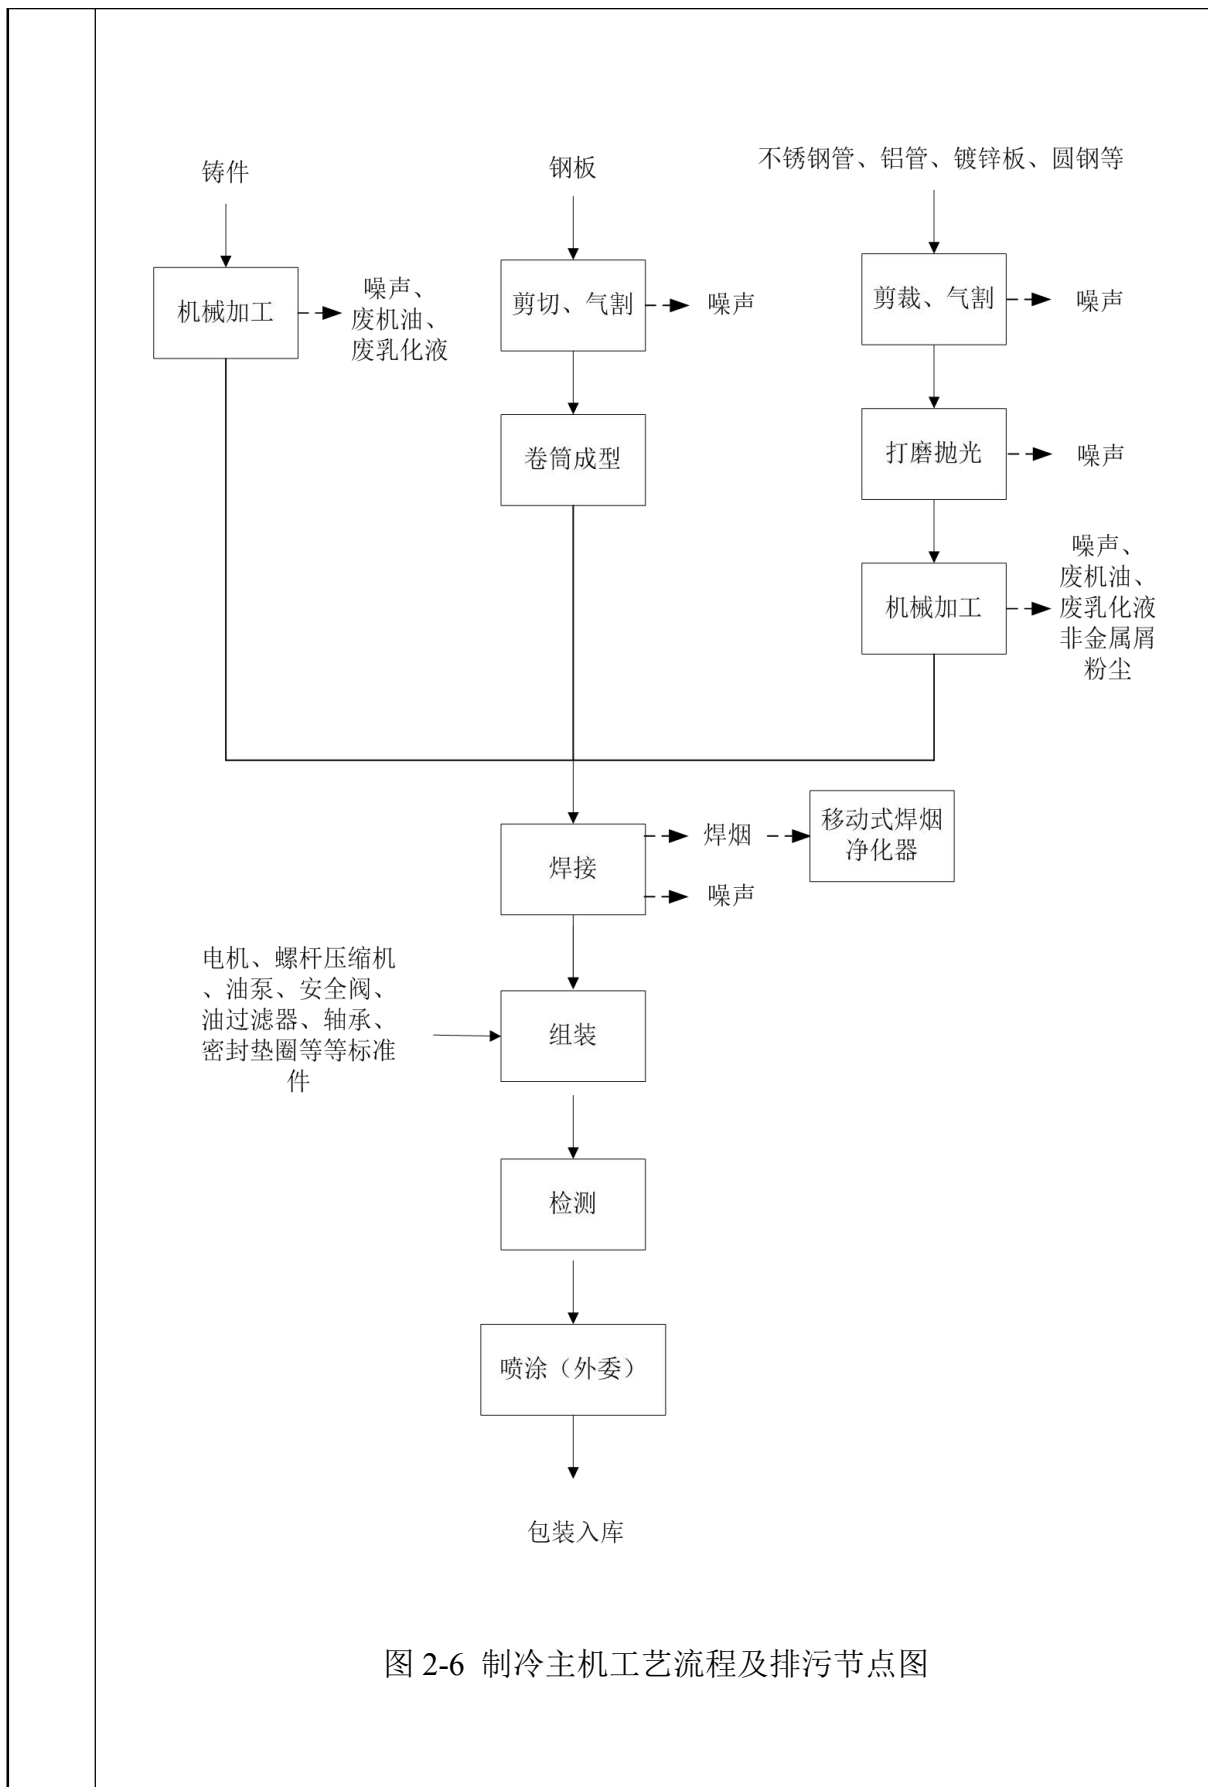 铸件
钢板
不锈钢管、铝管、镀锌板、圆钢等
机械加工
噪声、
废机油、
废乳化液
剪切、气割
噪声
剪裁、气割
噪声
卷筒成型
打磨抛光
噪声
机械加工
噪声、
废机油、
废乳化液
非金属屑
粉尘
焊接
焊烟
移动式焊烟
净化器
噪声
电机、螺杆压缩机
、油泵、安全阀、
油过滤器、轴承、
密封垫圈等等标准
件
组装
检测
喷涂（外委）
包装入库
图 2-6 制冷主机工艺流程及排污节点图